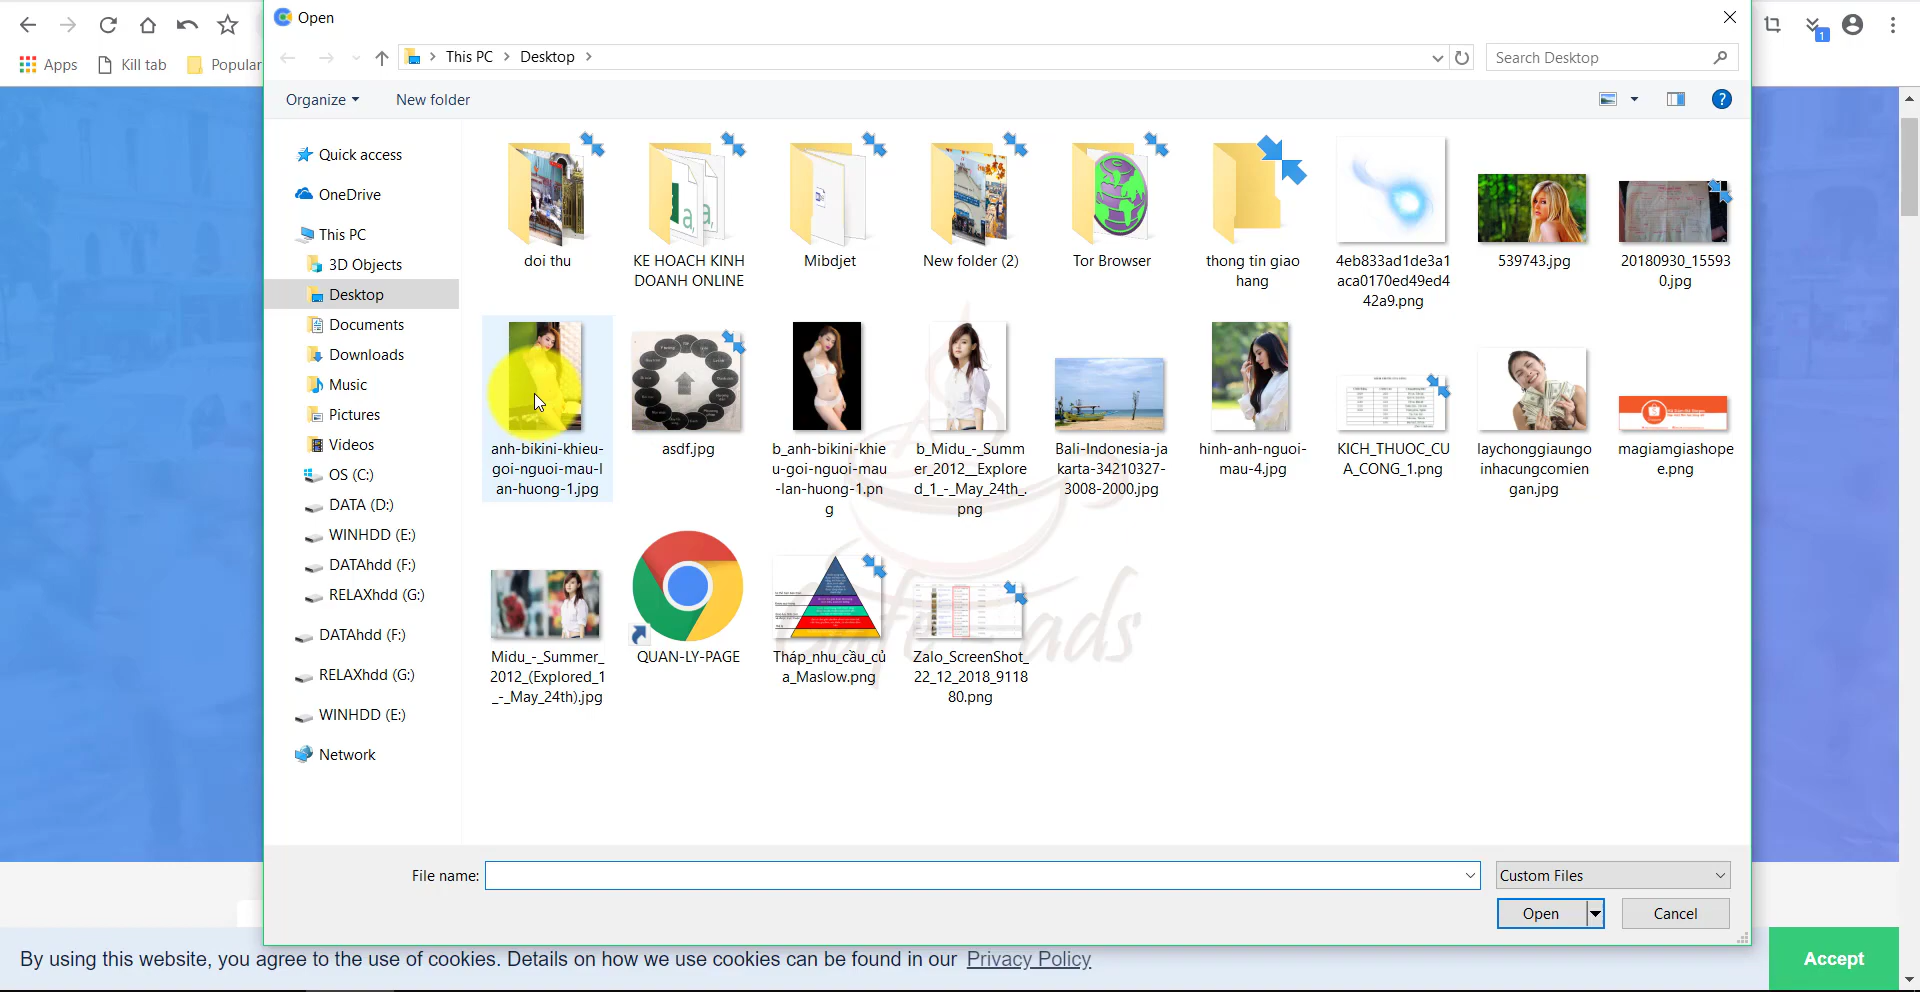 Open
Apps
Kill tab
Popular
1
This PC
Desktop
Search Desktop
Organize
New folder
?
Quick access
OneDrive
This PC
3D Objects
Desktop
Documents
Downloads
Music
Pictures
Videos
OS (C:)
DATA (D:)
WINHDD (E:)
DATAhdd (F:)
RELAXhdd (G:)
DATAhdd (F:)
RELAXhdd (G:)
WINHDD (E:)
Network
doi thu
KE HOACH KINH
DOANH ONLINE
Mibdjet
New folder (2)
Tor Browser
thong tin giao
hang
4eb833ad1de3a1
aca0170ed49ed4
42a9.png
539743.jpg
20180930_15593
0.jpg
anh-bikini-khieu-
goi-nguoi-mau-l
an-huong-1.jpg
asdf.jpg
b_anh-bikini-khie
u-goi-nguoi-mau
-lan-huong-1.pn
g
b_Midu_-_Summ
er_2012__Explore
d_1_-_May_24th_.
png
Bali-Indonesia-ja
karta-34210327-
3008-2000.jpg
hinh-anh-nguoi-
mau-4.jpg
KICH_THUOC_CU
A_CONG_1.png
laychonggiaungo
inhacungcomien
gan.jpg
magiamgiashope
e.png
Midu_-_Summer_
2012_(Explored_1
_-_May_24th).jpg
QUAN-LY-PAGE
Tháp_nhu_cầu_củ
a_Maslow.png
Zalo_ScreenShot_
22_12_2018_9118
80.png
Cafe ads
File name:
Custom Files
Open
Cancel
By using this website, you agree to the use of cookies. Details on how we use cookies can be found in our Privacy Policy
Accept